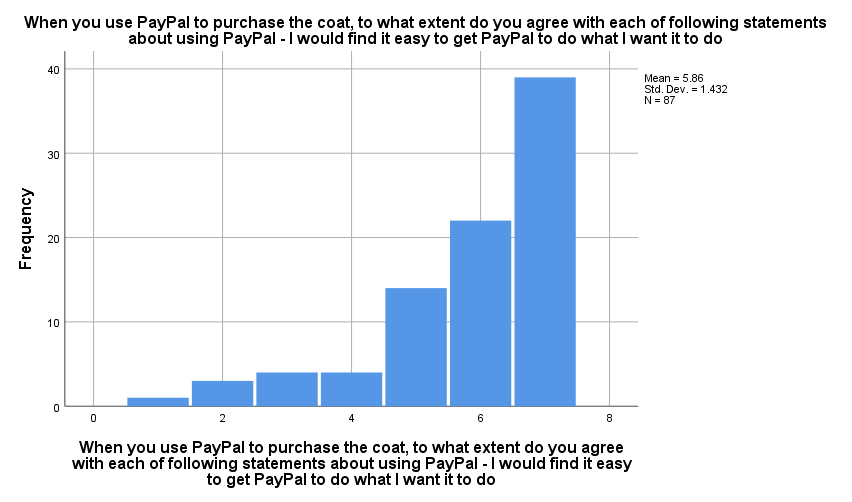 When you use PayPal to purchase the coat, to what extent do you agree with each of following statements
about using PayPal - I would find it easy to get PayPal to do what I want it to do
40
30
20
10
0
Frequency
0 2 4 6 8
Mean = 5.86
Std. Dev. = 1.432
N = 87
When you use PayPal to purchase the coat, to what extent do you agree
with each of following statements about using PayPal - I would find it easy
to get PayPal to do what I want it to do